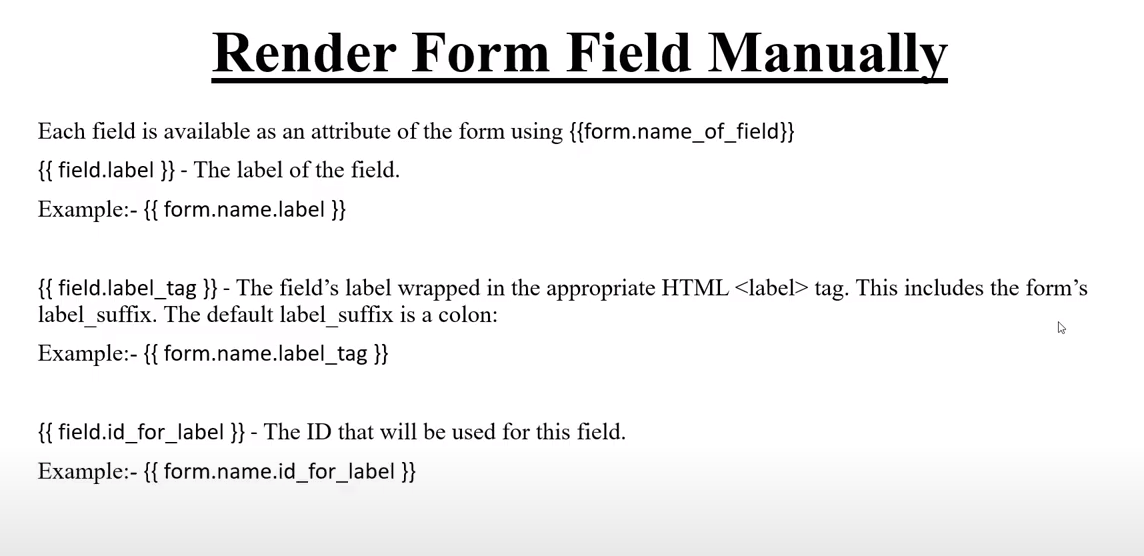 Render Form Field Manually
Each field is available as an attribute of the form using {{form.name_of_field}}
{{ field.label }} - The label of the field.
Example:- {{ form.name.label }}
{{ field.label_tag }} - The field’s label wrapped in the appropriate HTML <label> tag. This includes the form’s
label_suffix. The default label_suffix is a colon:
Example:- {{ form.name.label_tag }}
{{ field.id_for_label }} - The ID that will be used for this field.
Example:- {{ form.name.id_for_label }}